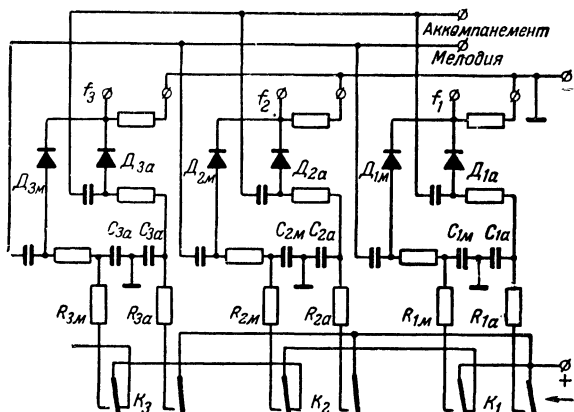 Аккомпанемент
Мелодия
f3 f2 f1
Д3м Д3а Д2м Д2а Д1м Д1а
C3а C3а C2м C2а C1м C1а
R3м R3а R2м R2а R1м R1а
+
K3 K2 K1